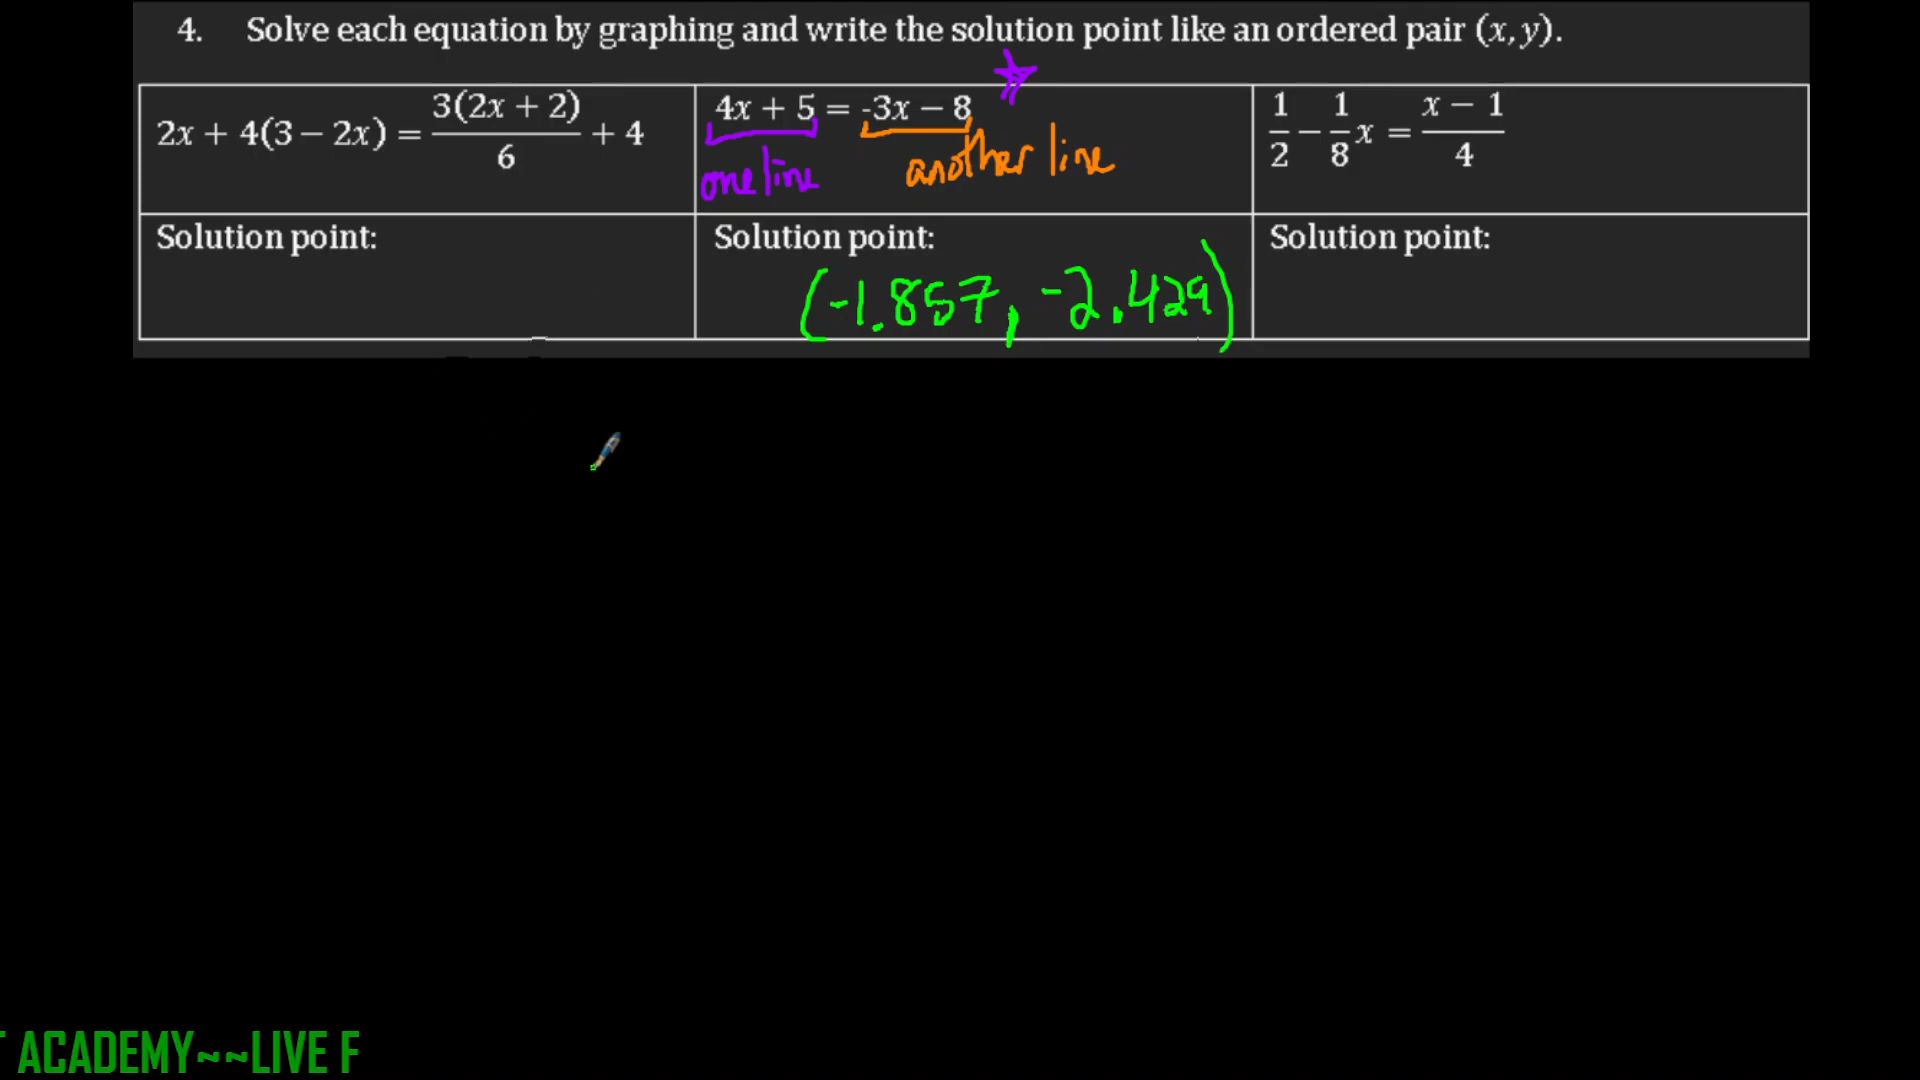 4. Solve each equation by graphing and write the solution point like an ordered pair (x, y).
2x + 4(3 − 2x) = 3(2x + 2)/6 + 4
4x + 5 = -3x − 8
one line
another line
1/2 − 1/8 x = (x − 1)/4
Solution point:
Solution point:
(-1.857, -2.429)
Solution point:
ACADEMY~~LIVE F